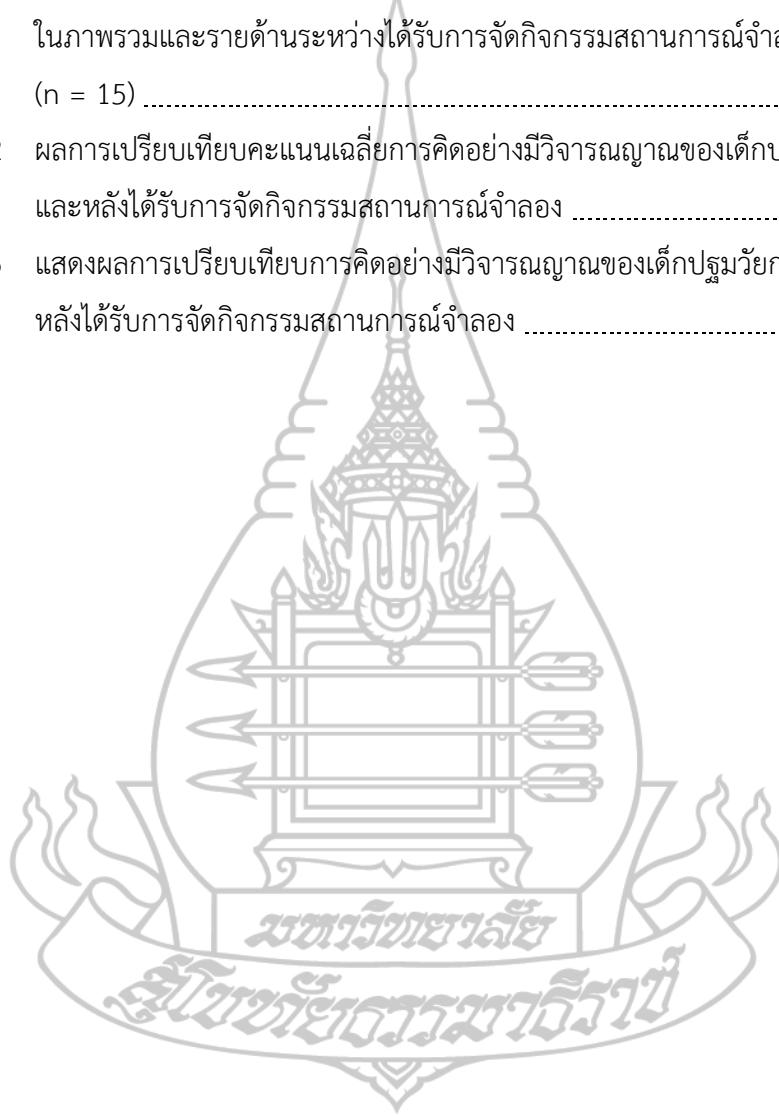 ในภาพรวมและรายด้านระหว่างได้รับการจัดกิจกรรมสถานการณ์
(n = 15)
ผลการเปรียบเทียบคะแนนเฉลี่ยการคิดอย่างมีวิจารณญาณของ
และหลังได้รับการจัดกิจกรรมสถานการณ์จำลอง
แสดงผลการเปรียบเทียบการคิดอย่างมีวิจารณญาณของเด็กปฐมวัย
หลังได้รับการจัดกิจกรรมสถานการณ์จำลอง
มหาวิทยาลัย
สุโขทัยธรรมาธิราช